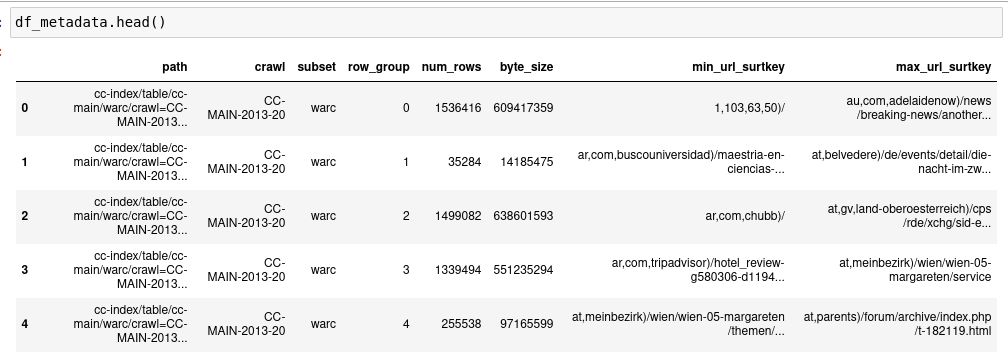 df_metadata.head()
path crawl subset row_group num_rows byte_size min_url_surtkey max_url_surtkey
0 cc-index/table/cc-main/warc/crawl=CC-MAIN-2013... CC-MAIN-2013-20 warc 0 1536416 609417359 1,103,63,50)/ au,com,adelaidenow)/news/breaking-news/another...
1 cc-index/table/cc-main/warc/crawl=CC-MAIN-2013... CC-MAIN-2013-20 warc 1 35284 14185475 ar,com,buscouniversidad)/maestria-en-ciencias-... at,belvedere)/de/events/detail/die-nacht-im-zw...
2 cc-index/table/cc-main/warc/crawl=CC-MAIN-2013... CC-MAIN-2013-20 warc 2 1499082 638601593 ar,com,chubb)/ at,gv,land-oberoesterreich)/cps/rde/xchg/sid-e...
3 cc-index/table/cc-main/warc/crawl=CC-MAIN-2013... CC-MAIN-2013-20 warc 3 1339494 551235294 ar,com,tripadvisor)/hotel_review-g580306-d1194... at,meinbezirk)/wien/wien-05-margareten/service
4 cc-index/table/cc-main/warc/crawl=CC-MAIN-2013... CC-MAIN-2013-20 warc 4 255538 97165599 at,meinbezirk)/wien/wien-05-margareten/themen/... at,parents)/forum/archive/index.php/t-182119.html